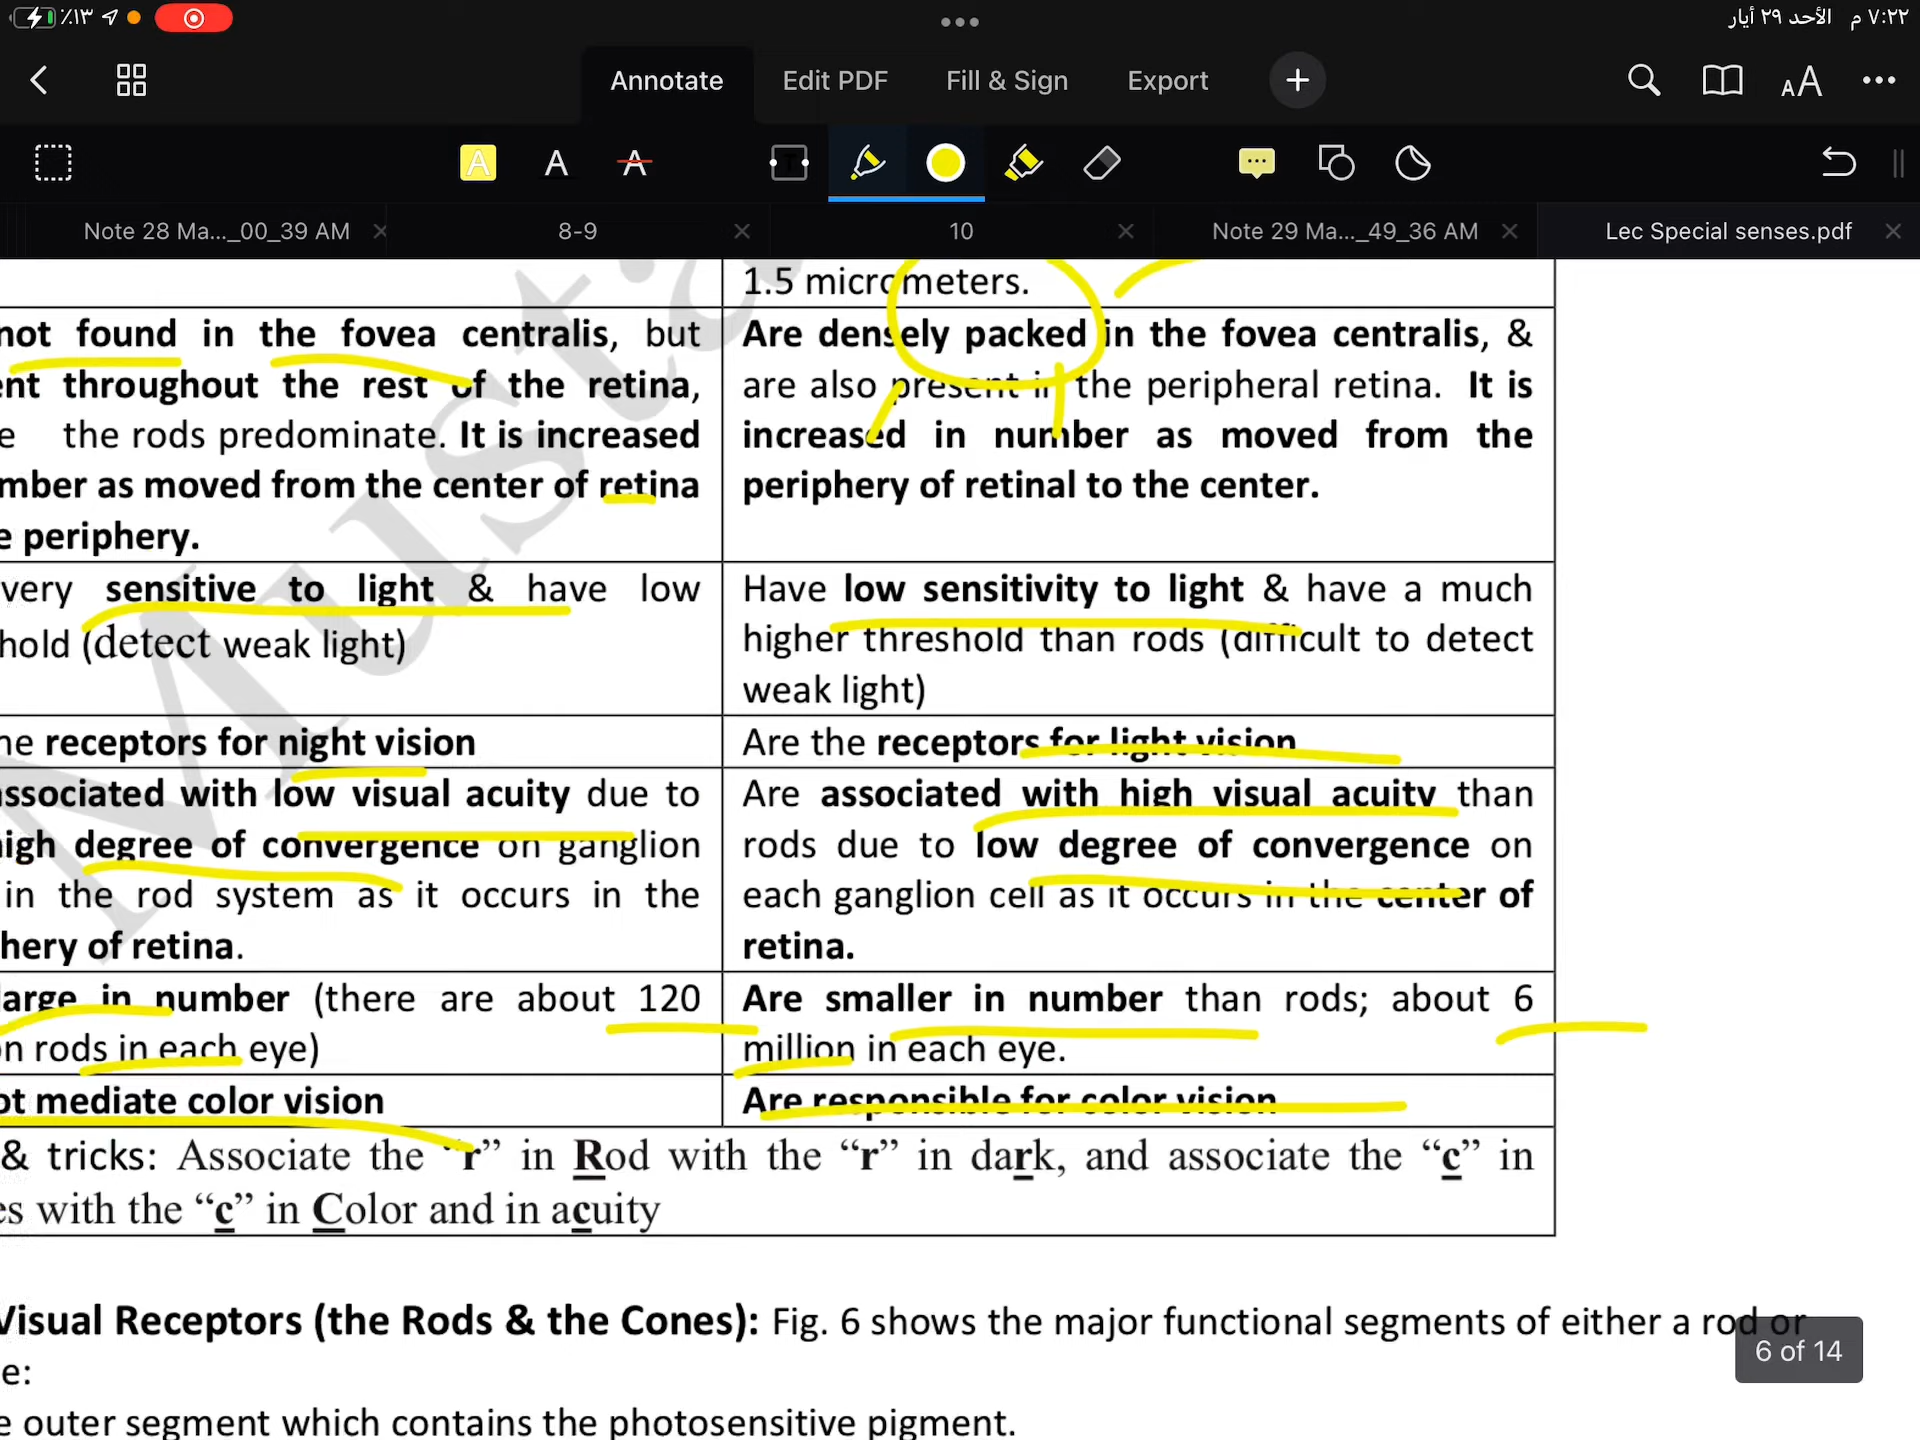 ٪١٣
٧:٢٢ م الأحد ٢٩ أيار
Annotate Edit PDF Fill & Sign Export
AA
A A A T
Note 28 Ma..._00_39 AM 8-9 10 Note 29 Ma..._49_36 AM Lec Special senses.pdf
1.5 micrometers.
not found in the fovea centralis, but
ent throughout the rest of the retina,
e the rods predominate. It is increased
mber as moved from the center of retina
e periphery.
Are densely packed in the fovea centralis, &
are also present in the peripheral retina. It is
increased in number as moved from the
periphery of retinal to the center.
very sensitive to light & have low
hold (detect weak light)
Have low sensitivity to light & have a much
higher threshold than rods (difficult to detect
weak light)
he receptors for night vision
Are the receptors for light vision
associated with low visual acuity due to
high degree of convergence on ganglion
in the rod system as it occurs in the
hery of retina.
Are associated with high visual acuity than
rods due to low degree of convergence on
each ganglion cell as it occurs in the center of
retina.
large in number (there are about 120
on rods in each eye)
Are smaller in number than rods; about 6
million in each eye.
ot mediate color vision
Are responsible for color vision
& tricks: Associate the “r” in Rod with the “r” in dark, and associate the “c” in
es with the “c” in Color and in acuity
Visual Receptors (the Rods & the Cones): Fig. 6 shows the major functional segments of either a rod or
e:
e outer segment which contains the photosensitive pigment.
6 of 14
Musta